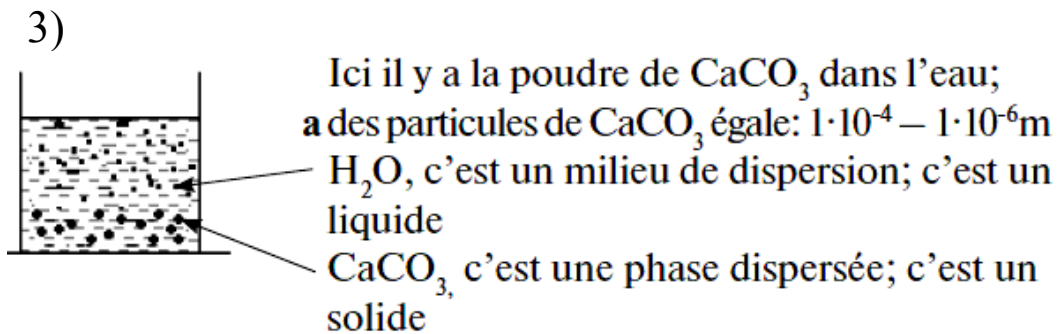 3)
Ici il y a la poudre de CaCO₃ dans l'eau;
a des particules de CaCO₃ égale: 1·10⁻⁴ – 1·10⁻⁶m
H₂O, c'est un milieu de dispersion; c'est un
liquide
CaCO₃, c'est une phase dispersée; c'est un
solide